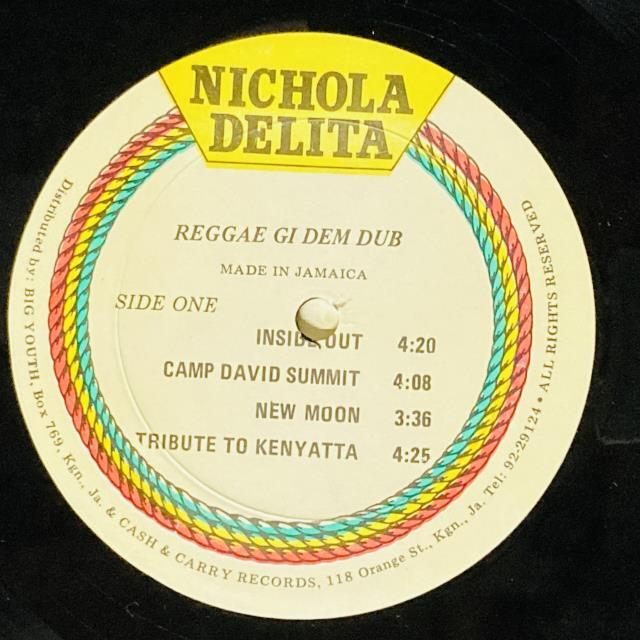 NICHOLA
DELITA
REGGAE GI DEM DUB
MADE IN JAMAICA
SIDE ONE
INSIDE OUT 4:20
CAMP DAVID SUMMIT 4:08
NEW MOON 3:36
TRIBUTE TO KENYATTA 4:25
Distributed by: BIG YOUTH, Box 769, Kgn., Ja. & CASH & CARRY RECORDS, 118 Orange St., Kgn., Ja. Tel: 92-29124 • ALL RIGHTS RESERVED